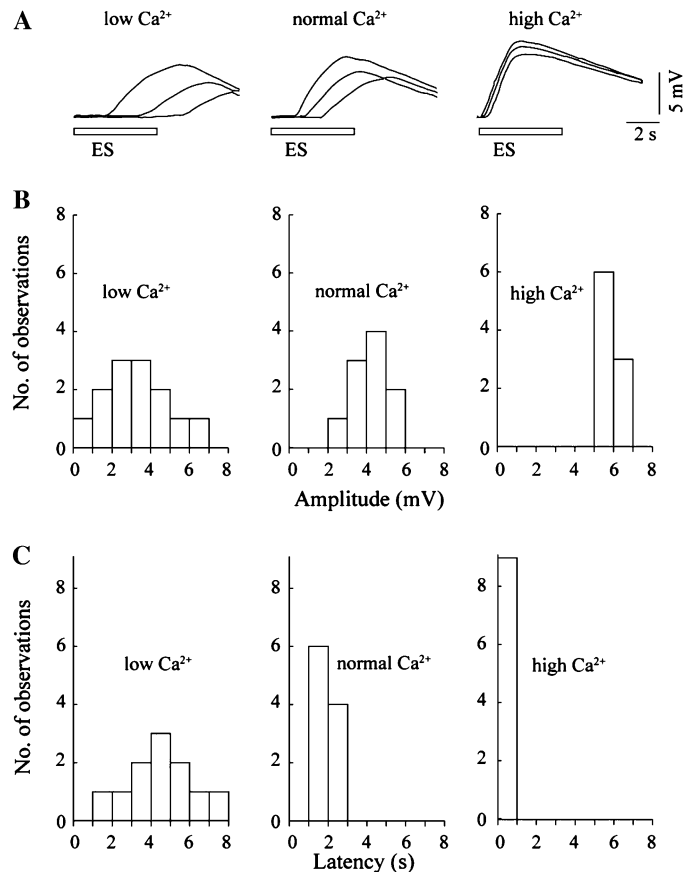 A
low Ca²⁺ normal Ca²⁺ high Ca²⁺
5 mV
2 s
ES ES ES
B
No. of observations
8 8 8
6 6 6
low Ca²⁺ normal Ca²⁺ high Ca²⁺
4 4 4
2 2 2
0 0 0
0 2 4 6 8 0 2 4 6 8 0 2 4 6 8
Amplitude (mV)
C
No. of observations
8 8 8
6 6 6
low Ca²⁺ normal Ca²⁺ high Ca²⁺
4 4 4
2 2 2
0 0 0
0 2 4 6 8 0 2 4 6 8 0 2 4 6 8
Latency (s)